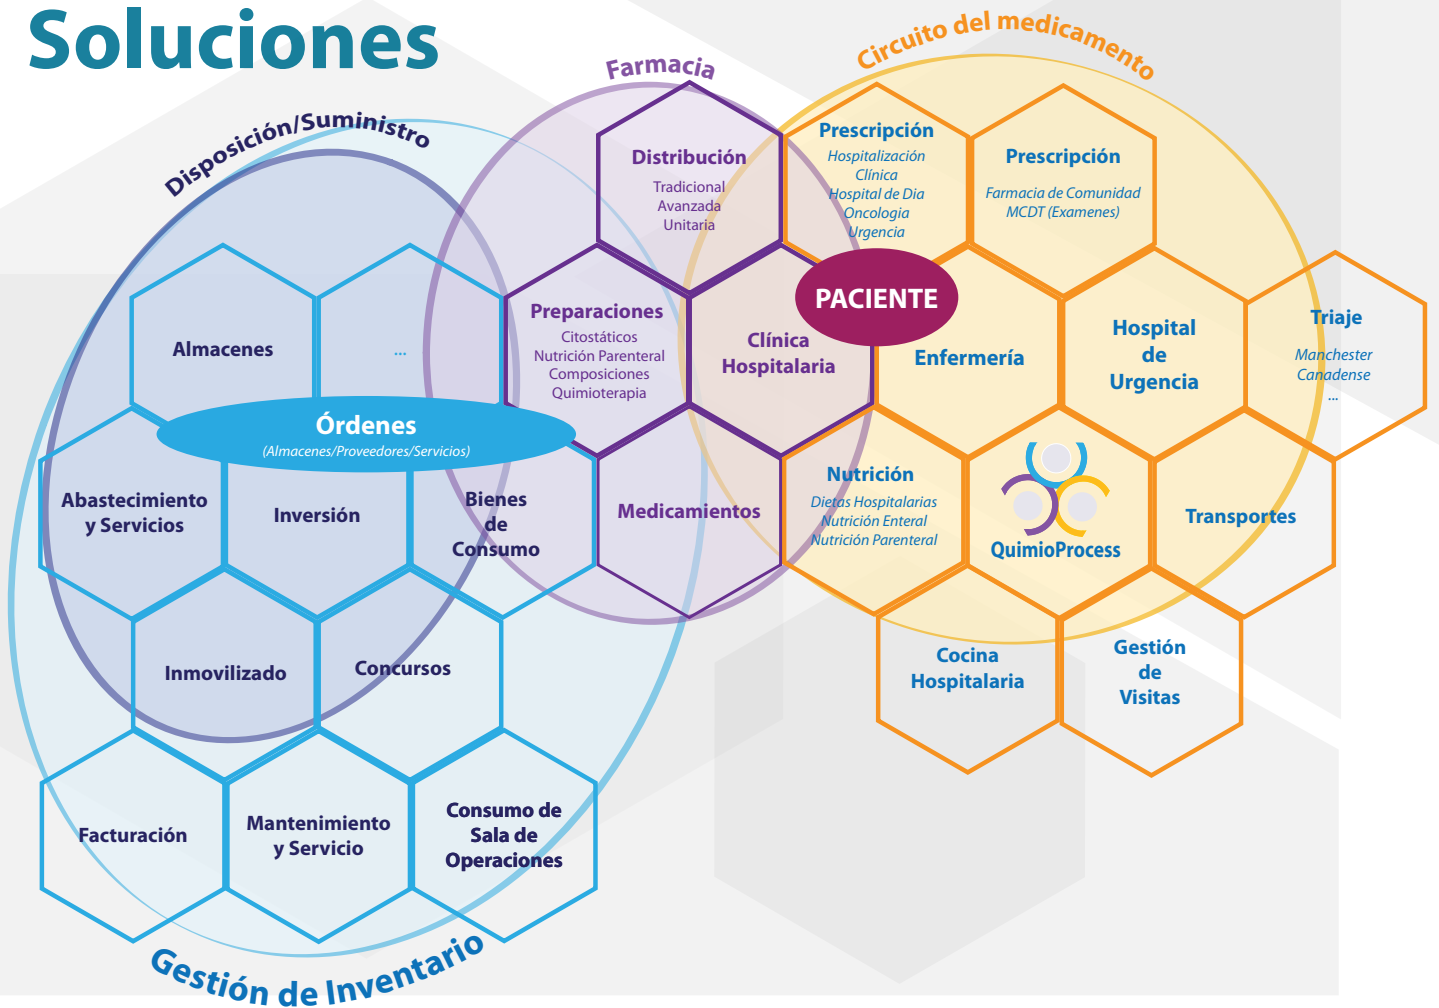 Soluciones
Disposición/Suministro
Farmacia
Circuito del medicamento
Distribución
Tradicional
Avanzada
Unitaria
Prescripción
Hospitalización
Clínica
Hospital de Dia
Oncologia
Urgencia
Prescripción
Farmacia de Comunidad
MCDT (Examenes)
Almacenes
...
Preparaciones
Citostáticos
Nutrición Parenteral
Composiciones
Quimioterapia
Clínica
Hospitalaria
PACIENTE
Enfermería
Hospital
de
Urgencia
Triaje
Manchester
Canadense
...
Órdenes
(Almacenes/Proveedores/Servicios)
Abastecimiento
y Servicios
Inversión
Bienes
de
Consumo
Medicamientos
Nutrición
Dietas Hospitalarias
Nutrición Enteral
Nutrición Parenteral
QuimioProcess
Transportes
Inmovilizado
Concursos
Cocina
Hospitalaria
Gestión
de
Visitas
Facturación
Mantenimiento
y Servicio
Consumo de
Sala de
Operaciones
Gestión de Inventario